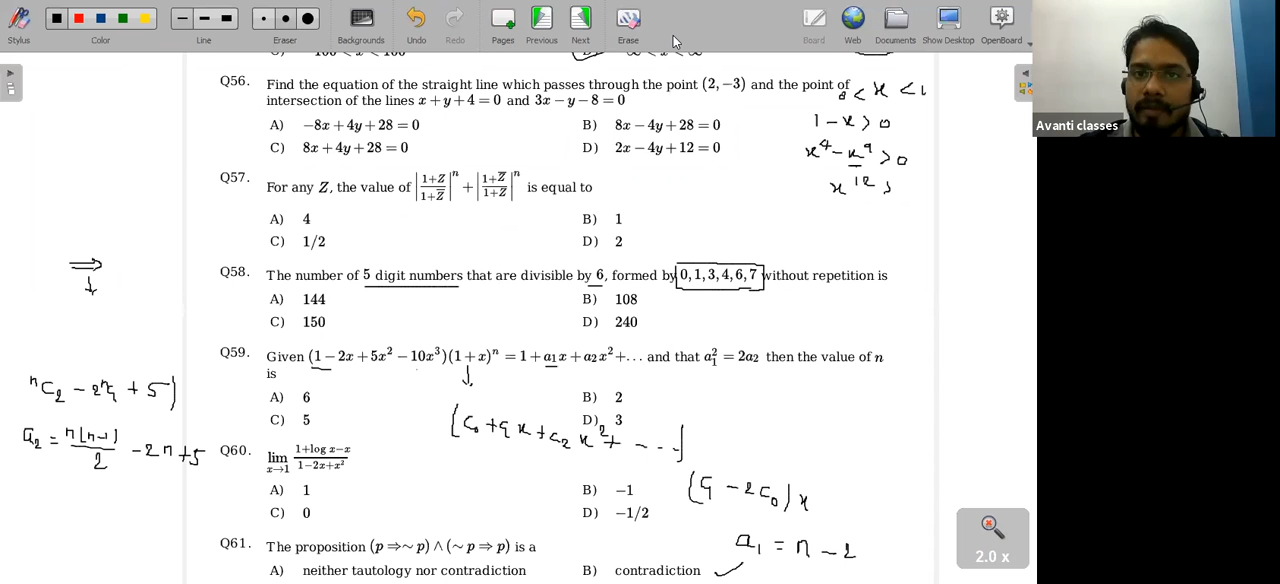 Stylus
Color
Line
Eraser
Backgrounds
Undo
Redo
Pages
Previous
Next
Erase
Board
Web
Documents
Show Desktop
OpenBoard
Avanti classes
Q56. Find the equation of the straight line which passes through the point (2, −3) and the point of
intersection of the lines x + y + 4 = 0 and 3x − y − 8 = 0
A) −8x + 4y + 28 = 0
B) 8x − 4y + 28 = 0
C) 8x + 4y + 28 = 0
D) 2x − 4y + 12 = 0
< x < 1
1 − x > 0
x⁴ − x⁹ > 0
x¹² >
Q57. For any Z, the value of |(1+Z)/(1+Z̅)|ⁿ + |(1+Z̅)/(1+Z)|ⁿ is equal to
A) 4
B) 1
C) 1/2
D) 2
Q58. The number of 5 digit numbers that are divisible by 6, formed by 0, 1, 3, 4, 6, 7 without repetition is
A) 144
B) 108
C) 150
D) 240
⇒
↓
Q59. Given (1 − 2x + 5x² − 10x³)(1 + x)ⁿ = 1 + a₁x + a₂x² + … and that a₁² = 2a₂ then the value of n
is
A) 6
B) 2
C) 5
D) 3
ⁿC₂ − 2ⁿC₁ + 5)
a₂ = n(n−1)/2 − 2n + 5
(C₀ + C₁x + C₂x² + - - -)
(C₁ − 2C₀)x
a₁ = n − 2
Q60. lim x→1 (1+log x−x)/(1−2x+x²)
A) 1
B) −1
C) 0
D) −1/2
Q61. The proposition (p ⇒∼ p) ∧ (∼ p ⇒ p) is a
A) neither tautology nor contradiction
B) contradiction
2.0 x